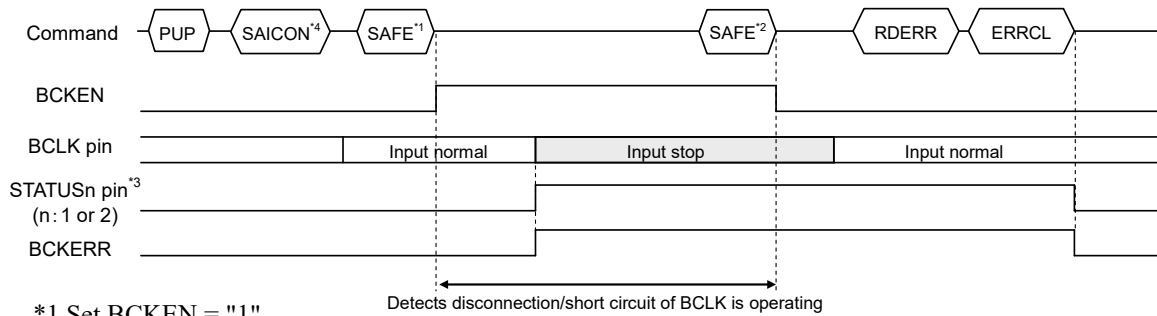 Command PUP SAICON*4 SAFE*1 SAFE*2 RDERR ERRCL
BCKEN
BCLK pin Input normal Input stop Input normal
STATUSn pin*3
(n : 1 or 2)
BCKERR
Detects disconnection/short circuit of BCLK is operating
*1 Set BCKEN = "1"